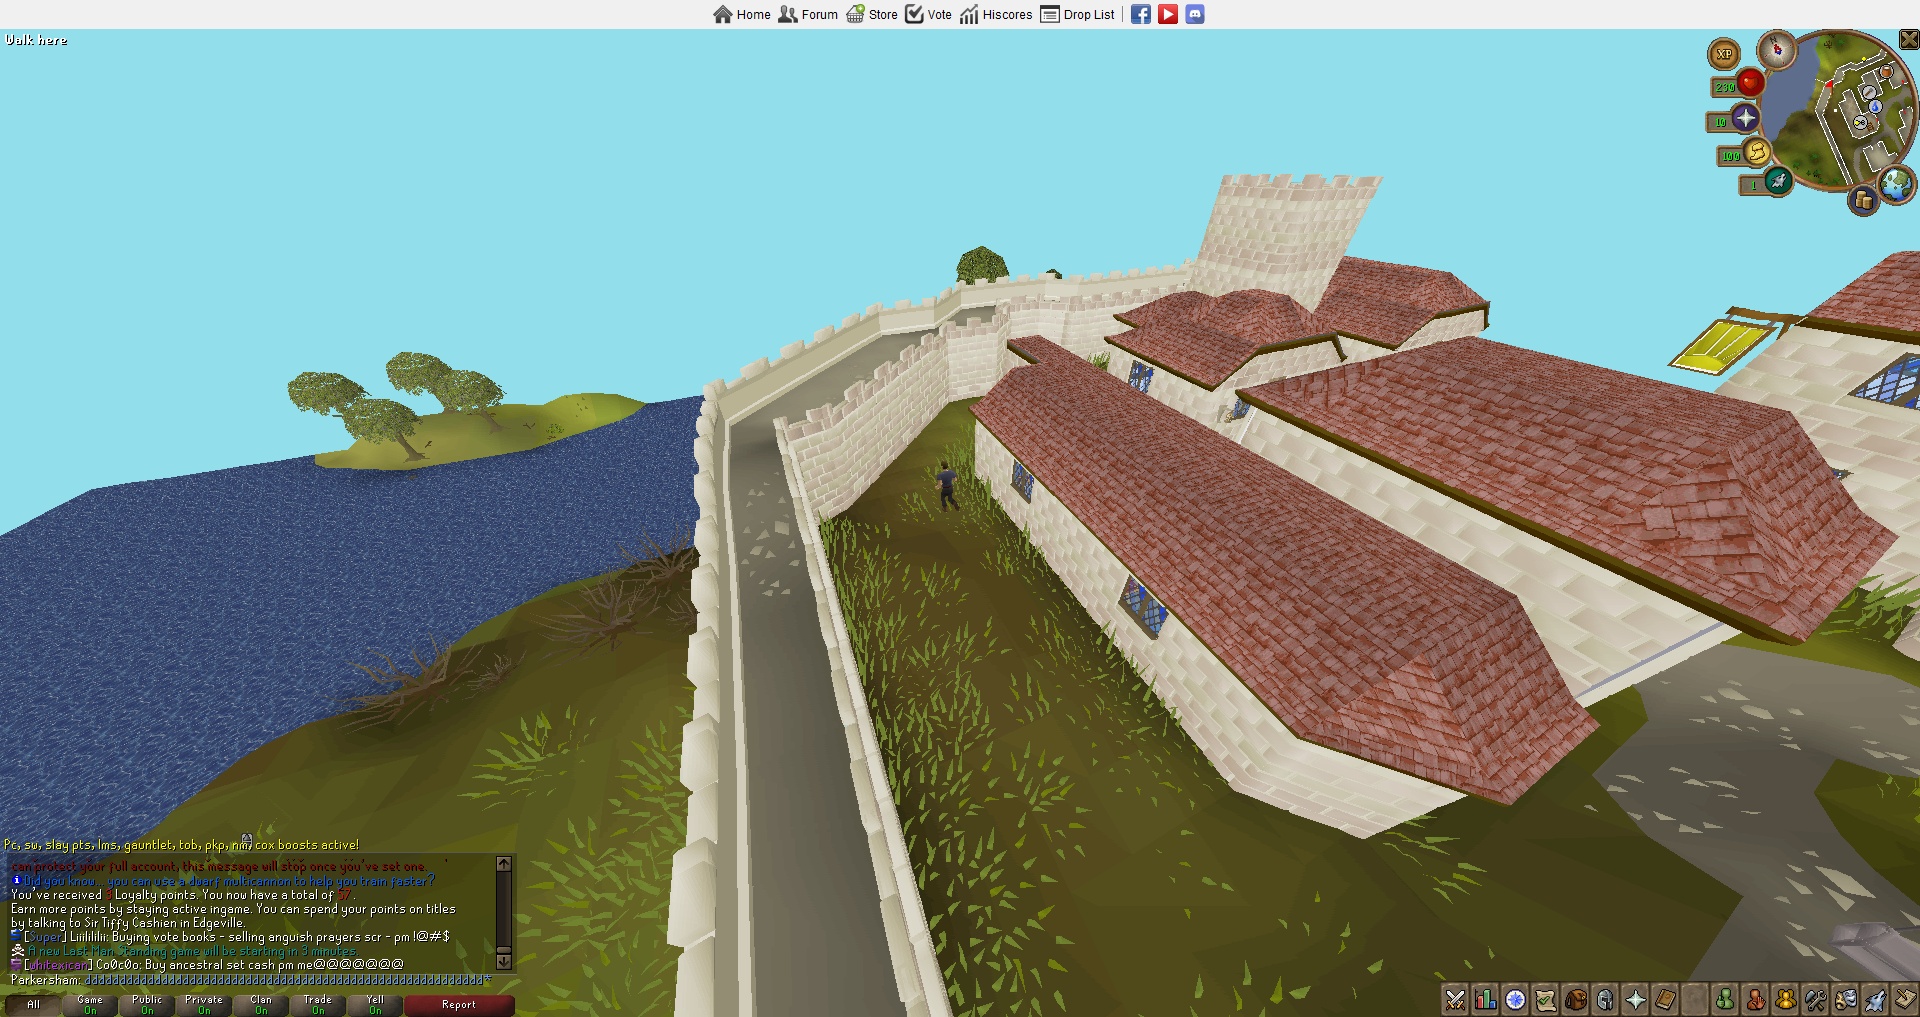 Home Forum Store Vote Hiscores Drop List
Walk here
XP
230
10
100
1
Pc, sw, slay pts, lms, gauntlet, tob, pkp, nm, cox boosts active!
can protect your full account, this message will stop once you've set one.
Did you know... you can use a dwarf multicannon to help you train faster?
You've received 3 Loyalty points. You now have a total of 57.
Earn more points by staying active ingame. You can spend your points on titles
by talking to Sir Tiffy Cashien in Edgeville.
[Super] Liiilillii: Buying vote books - selling anguish prayers scr - pm !@#$
A new Last Man Standing game will be starting in 3 minutes.
[whitexican] Co0c0o: Buy ancestral set cash pm me@@@@@@@
Parkersham:
All Game On Public On Private On Clan On Trade On Yell On Report